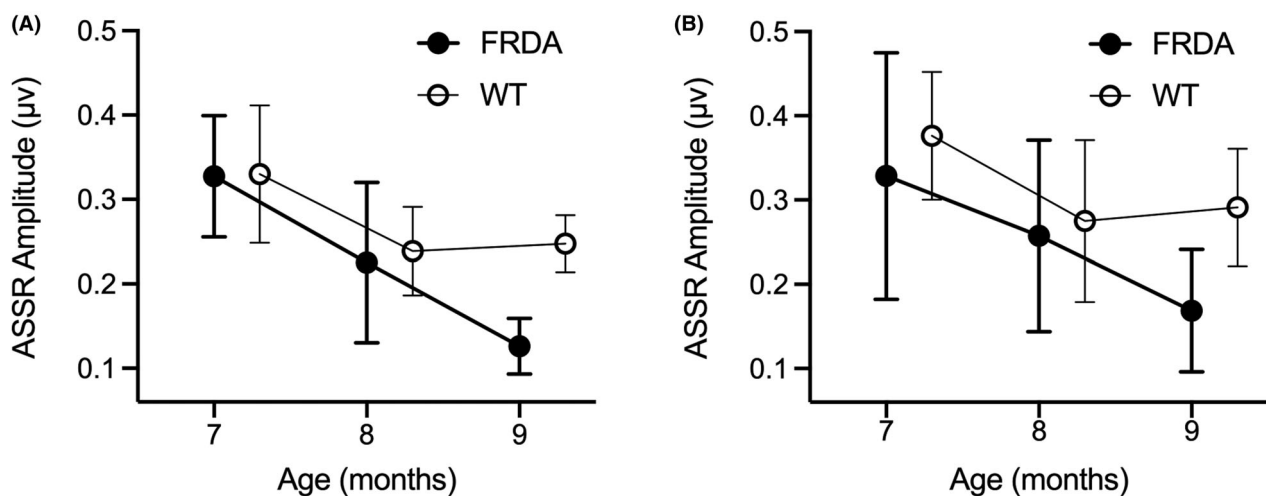 (A)
ASSR Amplitude (μv)
0.5
0.4
0.3
0.2
0.1
FRDA
WT
7 8 9
Age (months)
(B)
ASSR Amplitude (μv)
0.5
0.4
0.3
0.2
0.1
FRDA
WT
7 8 9
Age (months)